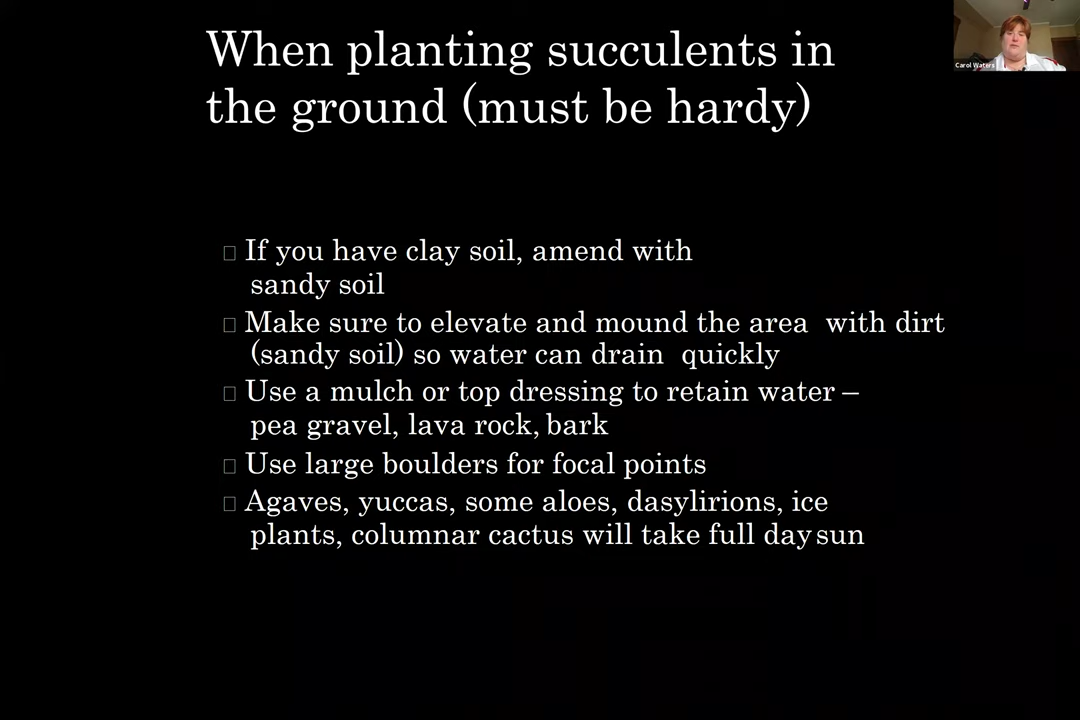 When planting succulents in
the ground (must be hardy)
Carol Waters
If you have clay soil, amend with
sandy soil
Make sure to elevate and mound the area with dirt
(sandy soil) so water can drain quickly
Use a mulch or top dressing to retain water –
pea gravel, lava rock, bark
Use large boulders for focal points
Agaves, yuccas, some aloes, dasylirions, ice
plants, columnar cactus will take full day sun